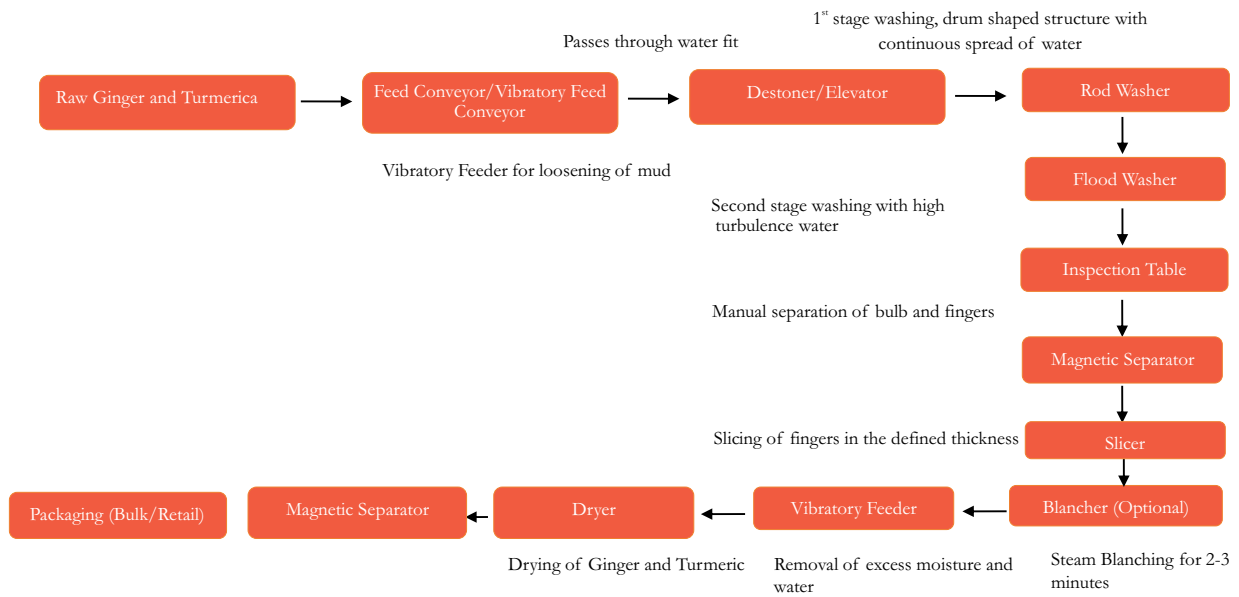 1st stage washing, drum shaped structure with
continuous spread of water
Passes through water fit
Raw Ginger and Turmerica
Feed Conveyor/Vibratory Feed
Conveyor
Destoner/Elevator
Rod Washer
Vibratory Feeder for loosening of mud
Flood Washer
Second stage washing with high
turbulence water
Inspection Table
Manual separation of bulb and fingers
Magnetic Separator
Slicing of fingers in the defined thickness
Slicer
Packaging (Bulk/Retail)
Magnetic Separator
Dryer
Vibratory Feeder
Blancher (Optional)
Drying of Ginger and Turmeric
Removal of excess moisture and
water
Steam Blanching for 2-3
minutes